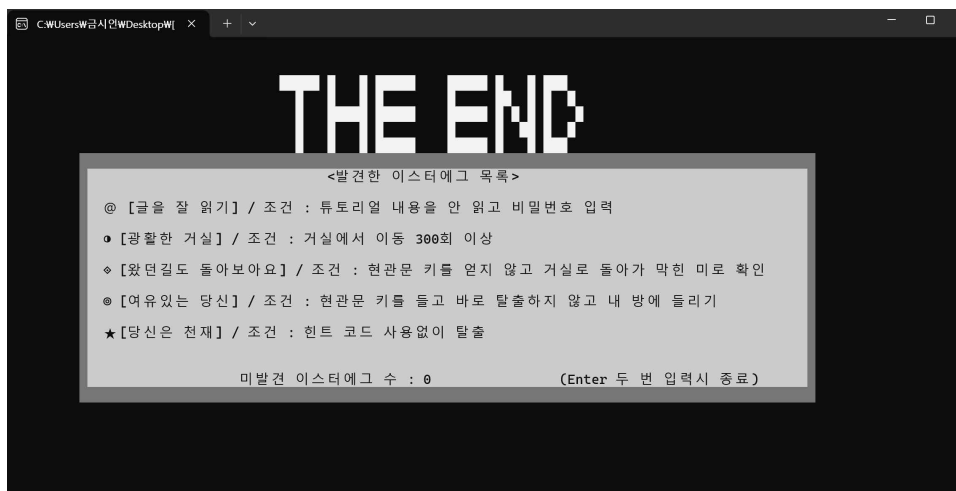 C:₩Users₩금시언₩Desktop₩[
THE END
<발견한 이스터에그 목록>
@ [글을 잘 읽기] / 조건 : 튜토리얼 내용을 안 읽고 비밀번호 입력
◑ [광활한 거실] / 조건 : 거실에서 이동 300회 이상
◈ [왔던길도 돌아보아요] / 조건 : 현관문 키를 얻지 않고 거실로 돌아가 막힌 미로 확인
◎ [여유있는 당신] / 조건 : 현관문 키를 들고 바로 탈출하지 않고 내 방에 들리기
★ [당신은 천재] / 조건 : 힌트 코드 사용없이 탈출
미발견 이스터에그 수 : 0 (Enter 두 번 입력시 종료)